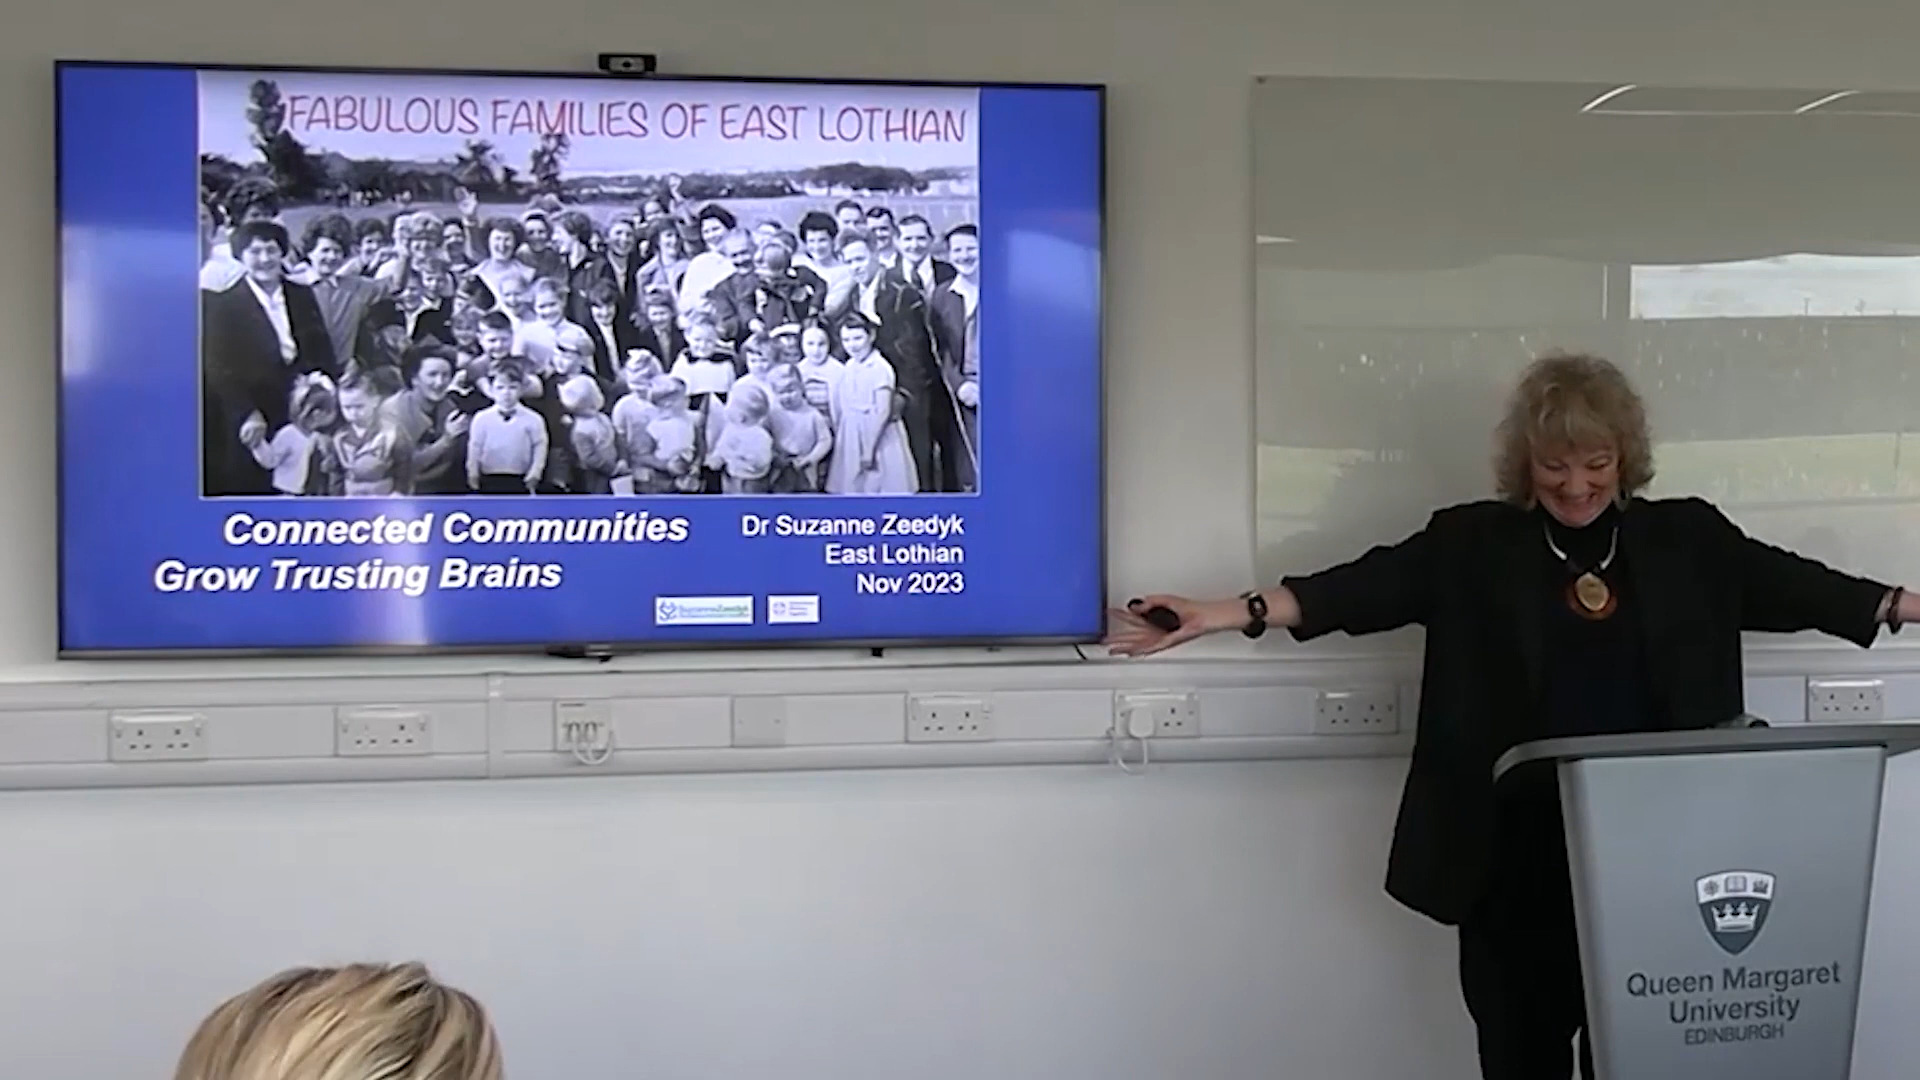 FABULOUS FAMILIES OF EAST LOTHIAN
Connected Communities
Grow Trusting Brains
Dr Suzanne Zeedyk
East Lothian
Nov 2023
SuzanneZeedyk
Queen Margaret
University
EDINBURGH